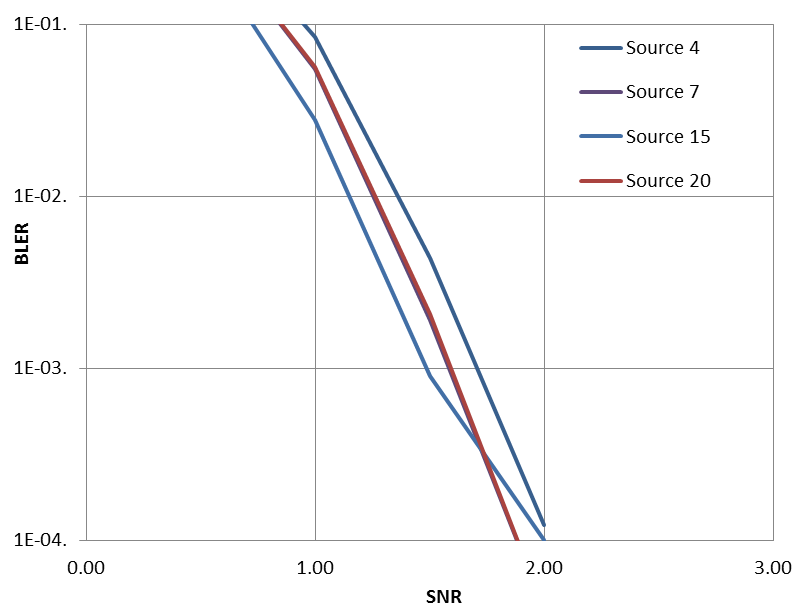 1E-01.
Source 4
Source 7
Source 15
Source 20
1E-02.
BLER
1E-03.
1E-04.
0.00 1.00 2.00 3.00
SNR